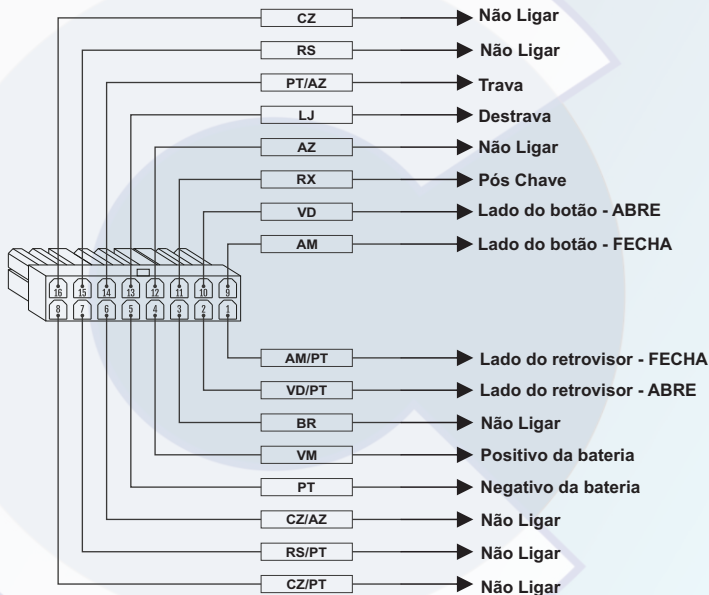 CZ Não Ligar
RS Não Ligar
PT/AZ Trava
LJ Destrava
AZ Não Ligar
RX Pós Chave
VD Lado do botão - ABRE
AM Lado do botão - FECHA
16 15 14 13 12 11 10 9
8 7 6 5 4 3 2 1
AM/PT Lado do retrovisor - FECHA
VD/PT Lado do retrovisor - ABRE
BR Não Ligar
VM Positivo da bateria
PT Negativo da bateria
CZ/AZ Não Ligar
RS/PT Não Ligar
CZ/PT Não Ligar